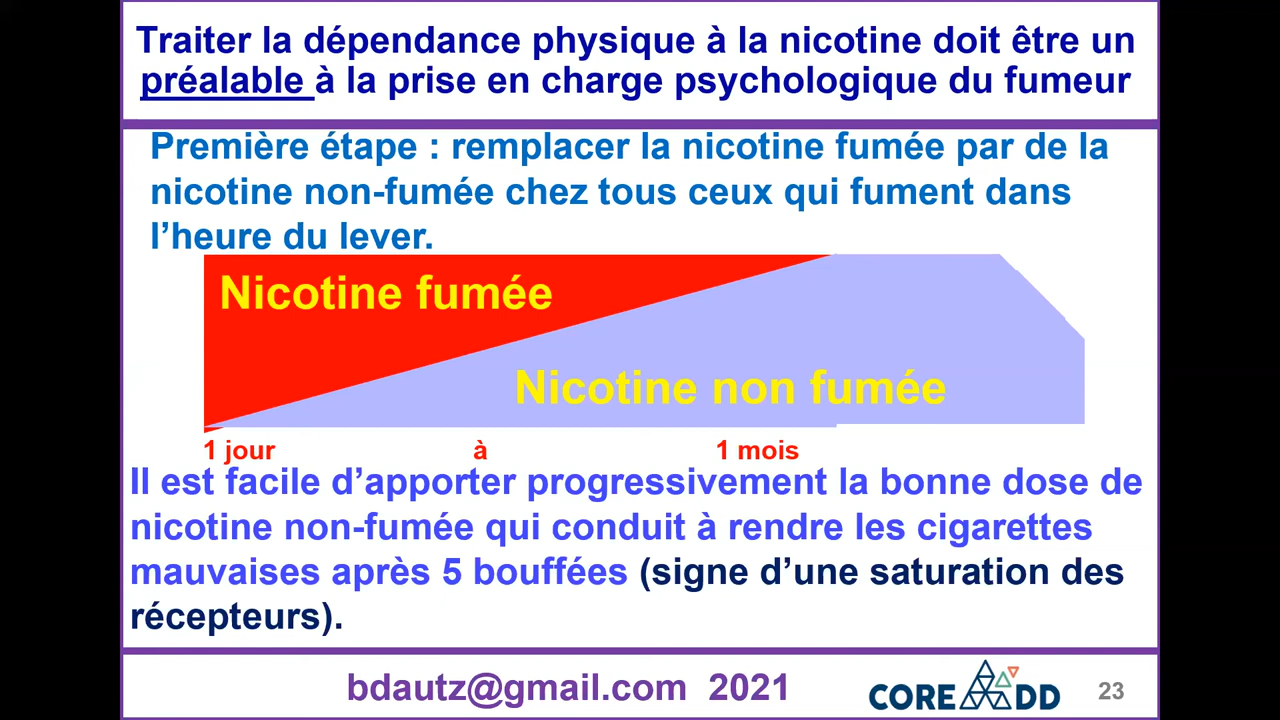 Traiter la dépendance physique à la nicotine doit être un
préalable à la prise en charge psychologique du fumeur
Première étape : remplacer la nicotine fumée par de la
nicotine non-fumée chez tous ceux qui fument dans
l’heure du lever.
Nicotine fumée
Nicotine non fumée
1 jour à 1 mois
Il est facile d’apporter progressivement la bonne dose de
nicotine non-fumée qui conduit à rendre les cigarettes
mauvaises après 5 bouffées (signe d’une saturation des
récepteurs).
bdautz@gmail.com 2021
COREADD
23